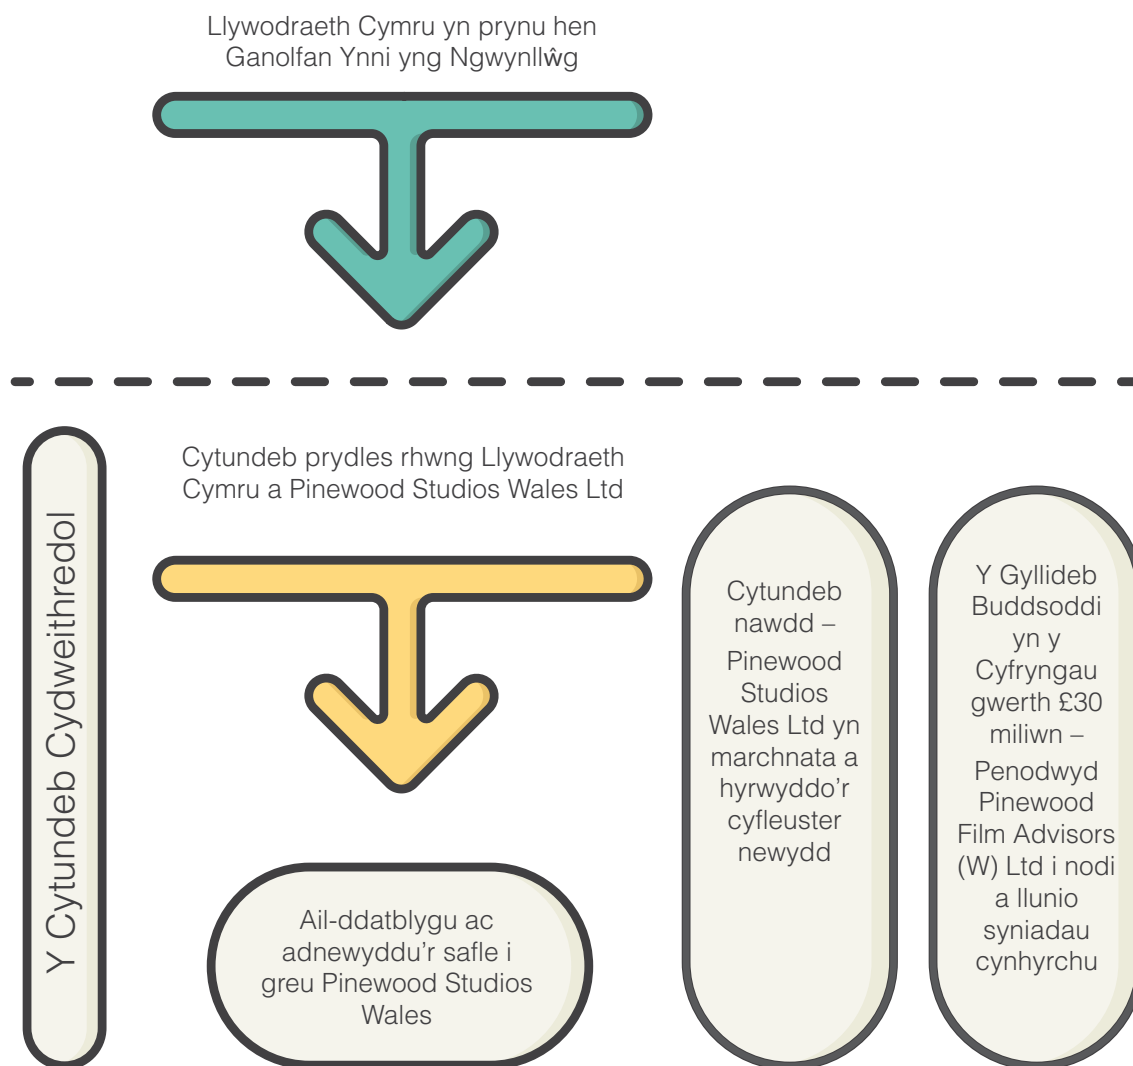 Llywodraeth Cymru yn prynu hen
Ganolfan Ynni yng Ngwynllŵg
Y Cytundeb Cydweithredol
Cytundeb prydles rhwng Llywodraeth
Cymru a Pinewood Studios Wales Ltd
Ail-ddatblygu ac
adnewyddu’r safle i
greu Pinewood Studios
Wales
Cytundeb
nawdd –
Pinewood
Studios
Wales Ltd yn
marchnata a
hyrwyddo’r
cyfleuster
newydd
Y Gyllideb
Buddsoddi
yn y
Cyfryngau
gwerth £30
miliwn –
Penodwyd
Pinewood
Film Advisors
(W) Ltd i nodi
a llunio
syniadau
cynhyrchu